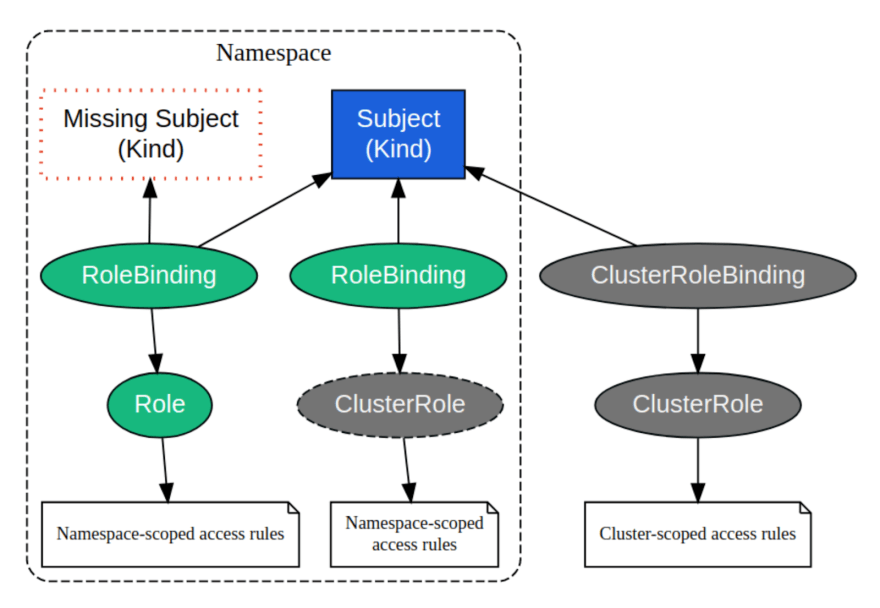 Namespace
Missing Subject
(Kind)
Subject
(Kind)
RoleBinding
RoleBinding
ClusterRoleBinding
Role
ClusterRole
ClusterRole
Namespace-scoped access rules
Namespace-scoped
access rules
Cluster-scoped access rules